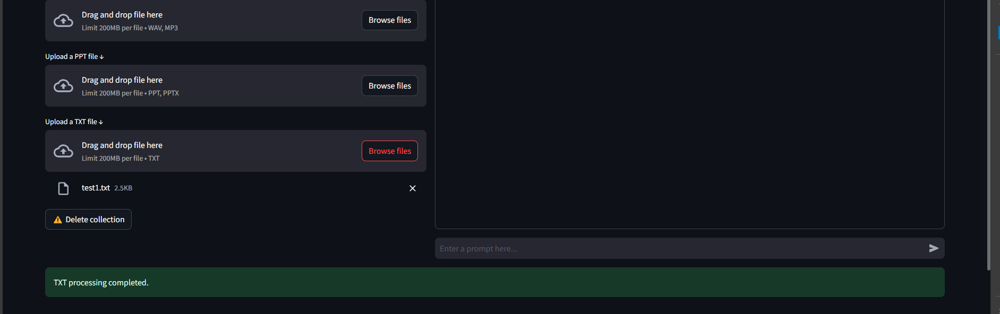 Drag and drop file here
Limit 200MB per file • WAV, MP3
Browse files
Upload a PPT file ↓
Drag and drop file here
Limit 200MB per file • PPT, PPTX
Browse files
Upload a TXT file ↓
Drag and drop file here
Limit 200MB per file • TXT
Browse files
test1.txt 2.5KB
Delete collection
Enter a prompt here...
TXT processing completed.